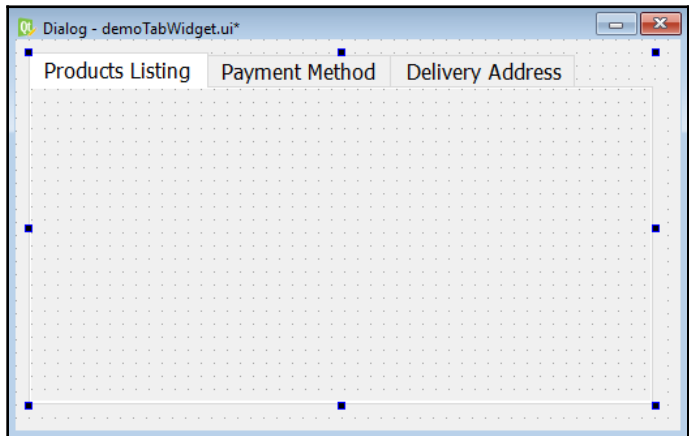 Dialog - demoTabWidget.ui*
Products Listing Payment Method Delivery Address